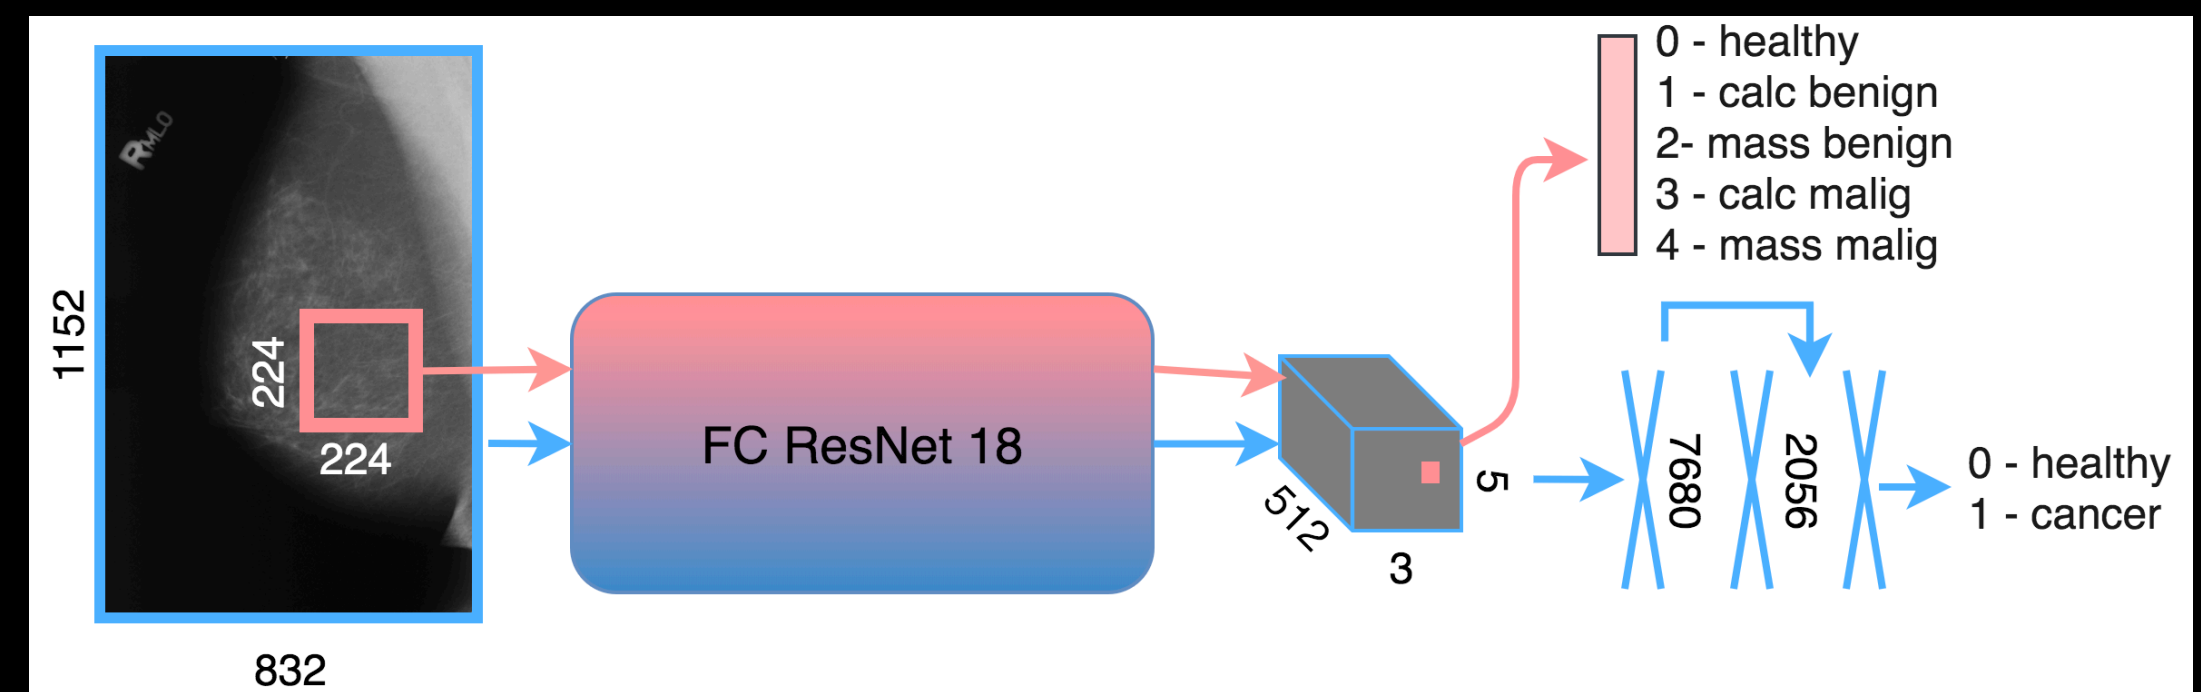 RMLO
1152
224
224
832
FC ResNet 18
512
3
5
0 - healthy
1 - calc benign
2- mass benign
3 - calc malig
4 - mass malig
7680
2056
0 - healthy
1 - cancer